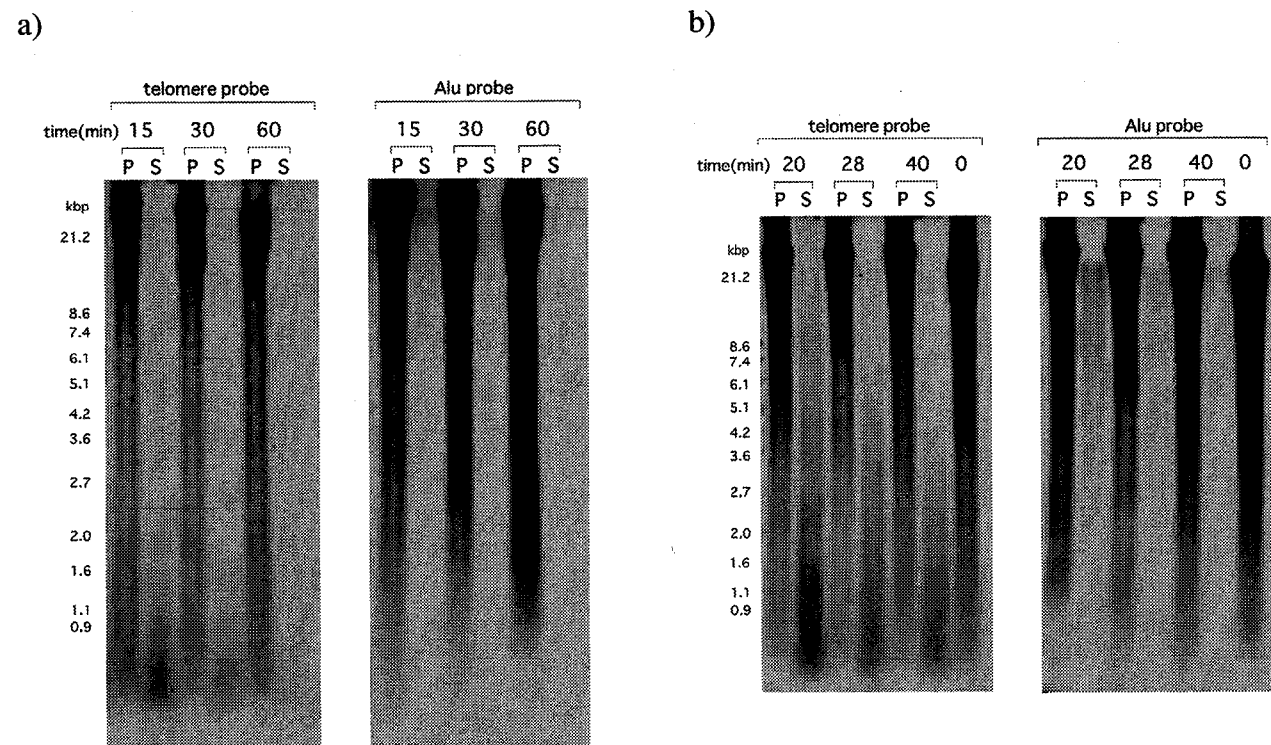 a)
telomere probe
Alu probe
time(min) 15 30 60
15 30 60
P S P S P S
P S P S P S
kbp
21.2
8.6
7.4
6.1
5.1
4.2
3.6
2.7
2.0
1.6
1.1
0.9
b)
telomere probe
Alu probe
time(min) 20 28 40 0
20 28 40 0
P S P S P S
P S P S P S
kbp
21.2
8.6
7.4
6.1
5.1
4.2
3.6
2.7
2.0
1.6
1.1
0.9